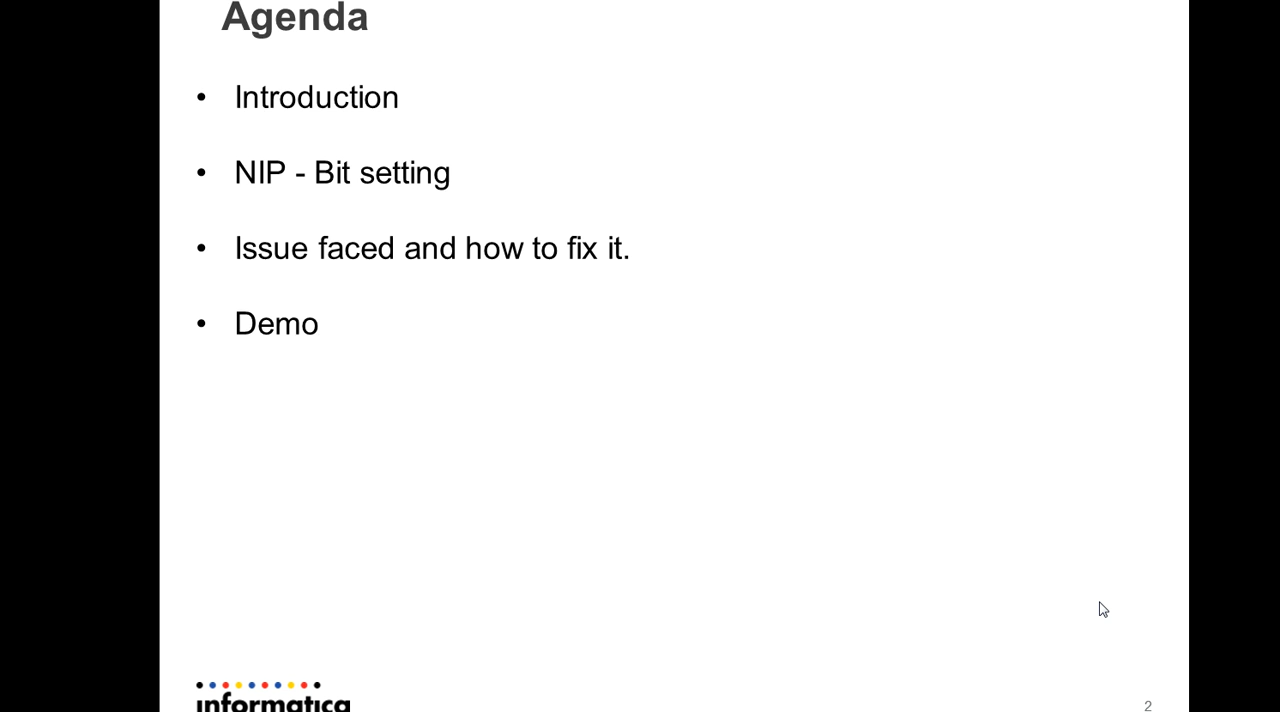 Agenda
• Introduction
• NIP - Bit setting
• Issue faced and how to fix it.
• Demo
informatica
2